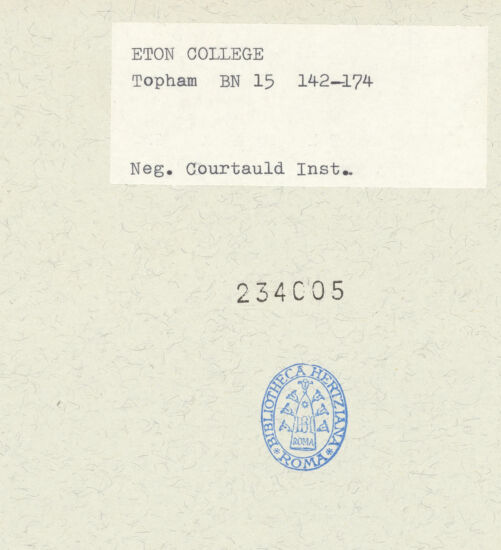 ETON COLLEGE
Topham BN 15 142-174
Neg. Courtauld Inst.
234005
BIBLIOTHECA HERTZIANA
ROMA
* ROMA *